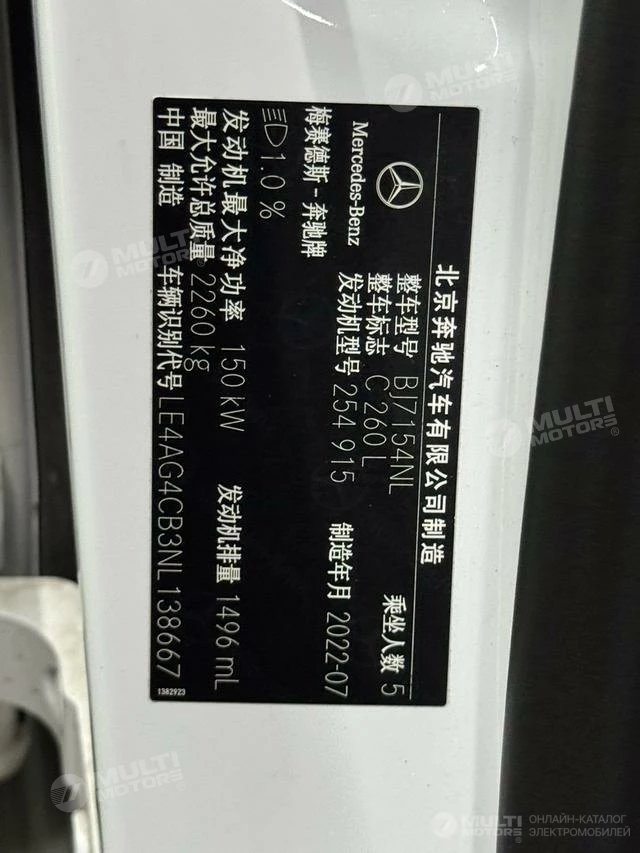 北京奔驰汽车有限公司制造
Mercedes-Benz
梅赛德斯-奔驰牌
整车型号 BJ7154NL
整车标志 C 260 L
乘坐人数 5
发动机型号 254 915
制造年月 2022-07
1.0 %
发动机最大净功率 150 kW
发动机排量 1496 mL
最大允许总质量 2260 kg
中国 制造
车辆识别代号 LE4AG4CB3NL138667
1382923
MULTI
MOTORS®
MULTI
MOTORS®
MULTI
MOTORS®
MULTI
MOTORS®
MULTI
MOTORS®
ОНЛАЙН-КАТАЛОГ
ЭЛЕКТРОМОБИЛЕЙ